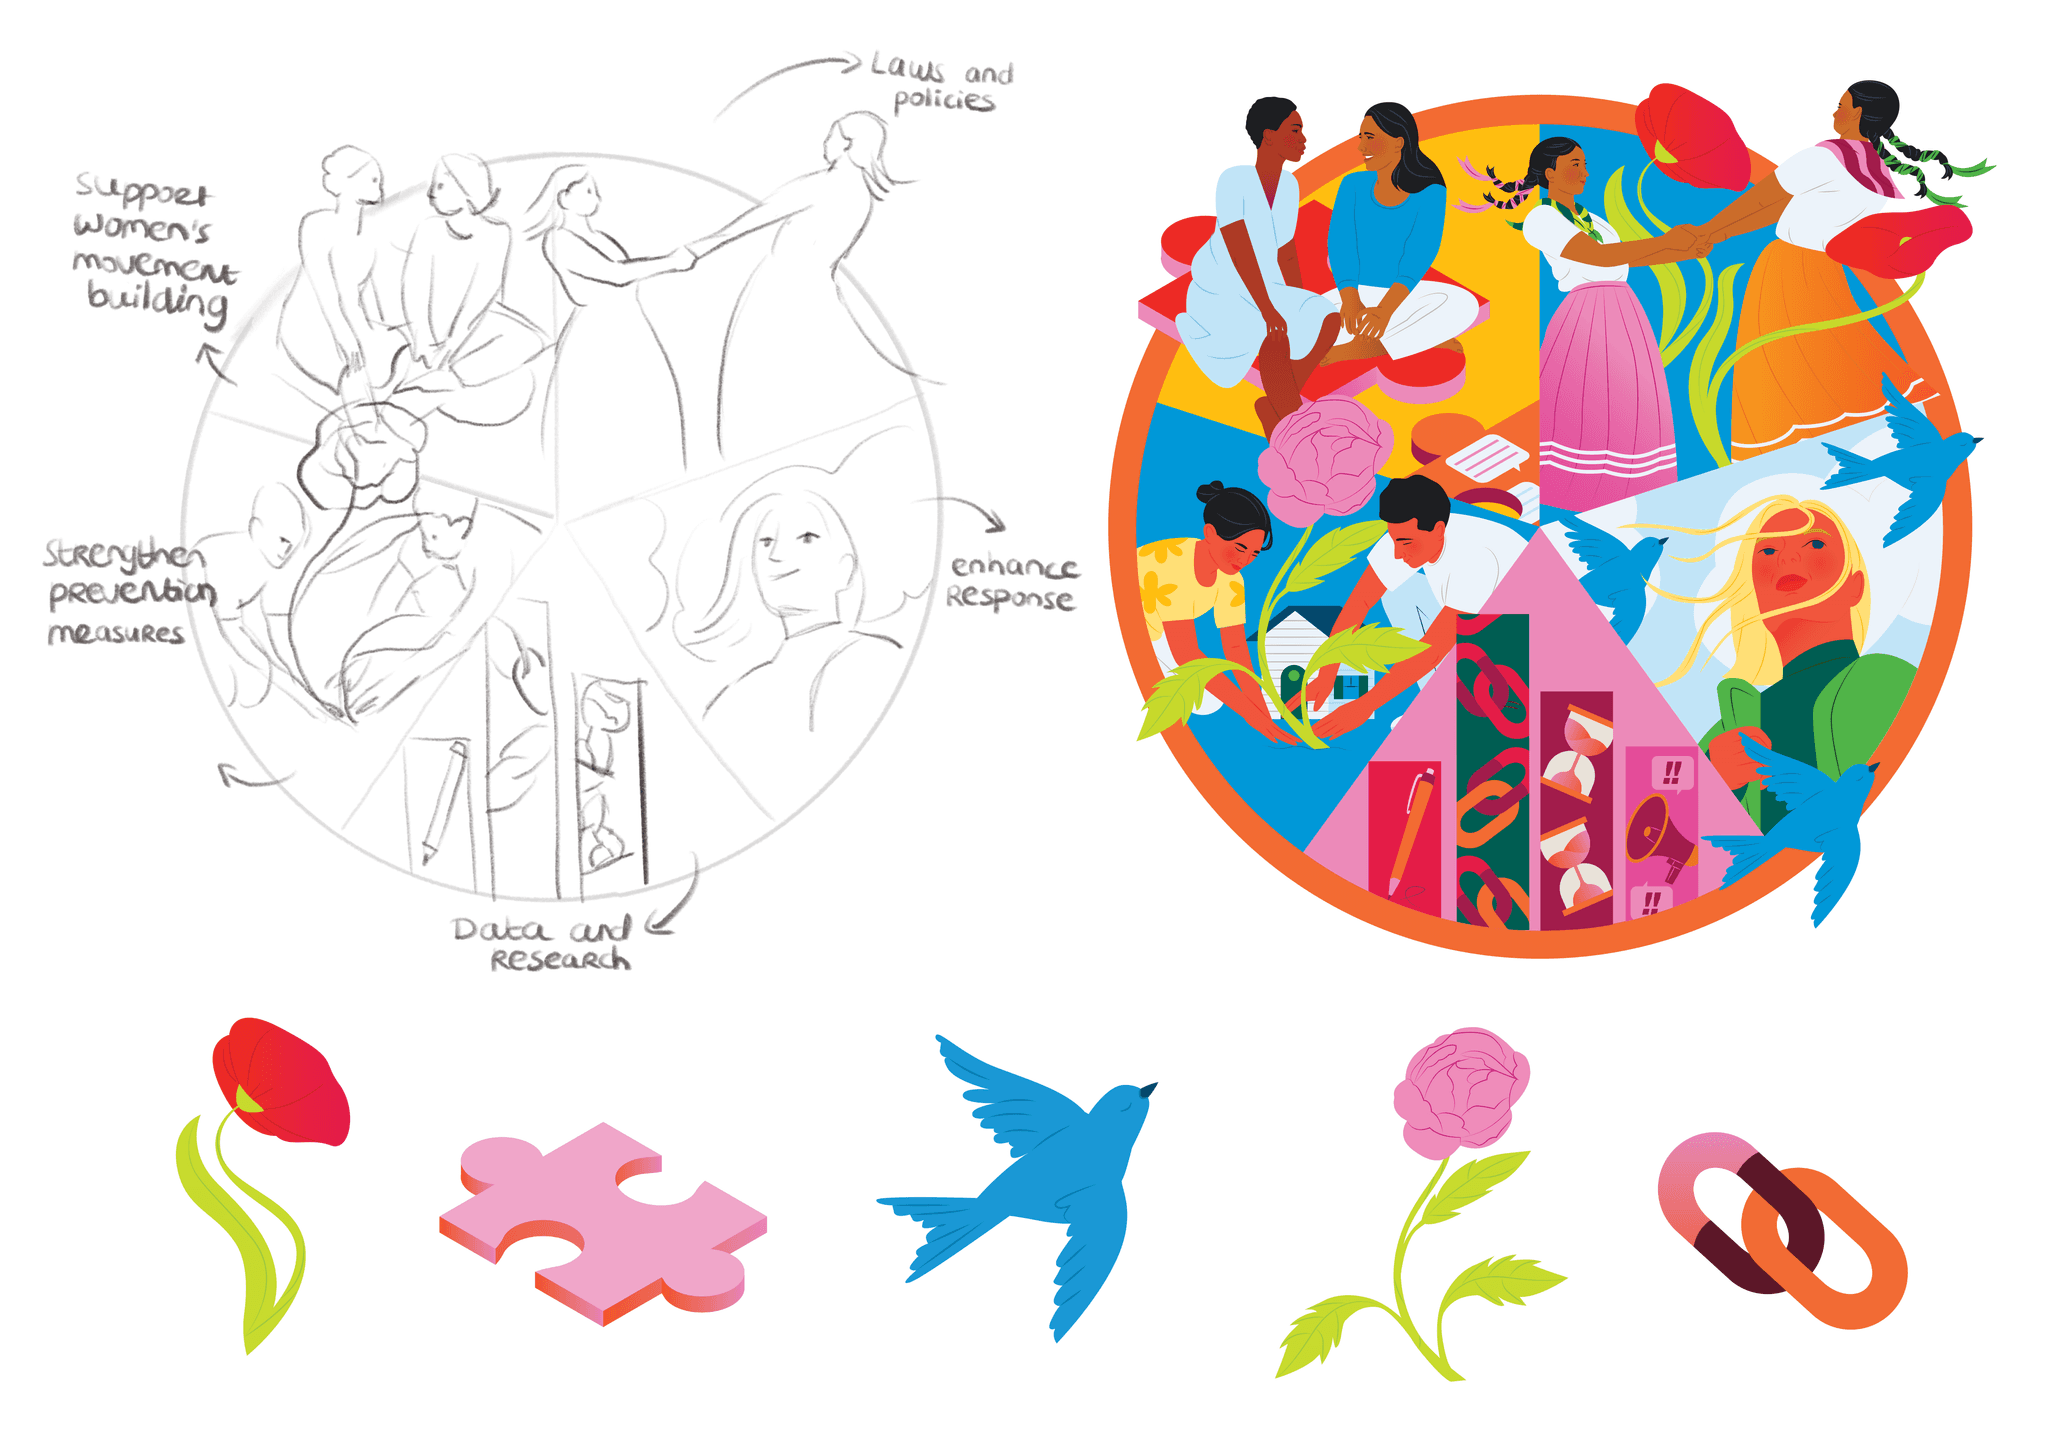 Laws and
policies
support
women's
movement
building
strengthen
prevention
measures
enhance
Response
Data and
Research
!!
!!